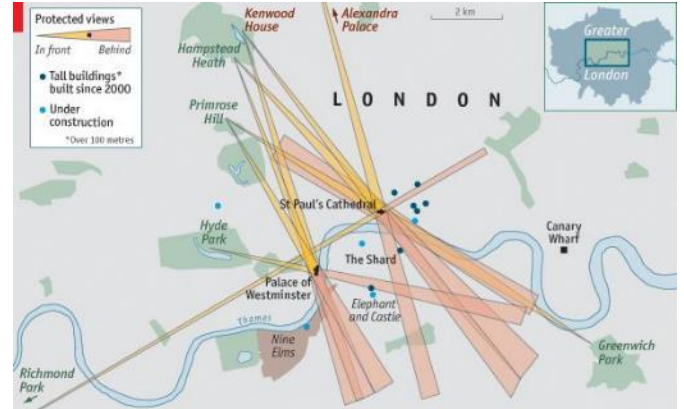 Protected views
In front
Behind
Tall buildings*
built since 2000
Under
construction
*Over 100 metres
Kenwood
House
Alexandra
Palace
2 km
Greater
London
Hampstead
Heath
Primrose
Hill
LONDON
St Paul's Cathedral
Hyde
Park
Canary
Wharf
The Shard
Palace of
Westminster
Elephant
and Castle
Thames
Nine
Elms
Richmond
Park
Greenwich
Park